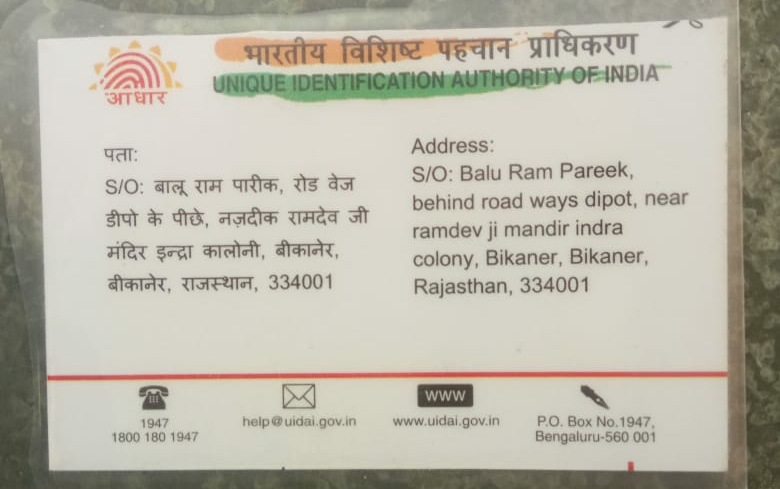 भारतीय विशिष्ट पहचान प्राधिकरण
UNIQUE IDENTIFICATION AUTHORITY OF INDIA
आधार
पता:
S/O: बालू राम पारीक, रोड वेज
डीपो के पीछे, नज़दीक रामदेव जी
मंदिर इन्द्रा कालोनी, बीकानेर,
बीकानेर, राजस्थान, 334001
Address:
S/O: Balu Ram Pareek,
behind road ways dipot, near
ramdev ji mandir indra
colony, Bikaner, Bikaner,
Rajasthan, 334001
1947
1800 180 1947
help@uidai.gov.in
www
www.uidai.gov.in
P.O. Box No.1947,
Bengaluru-560 001